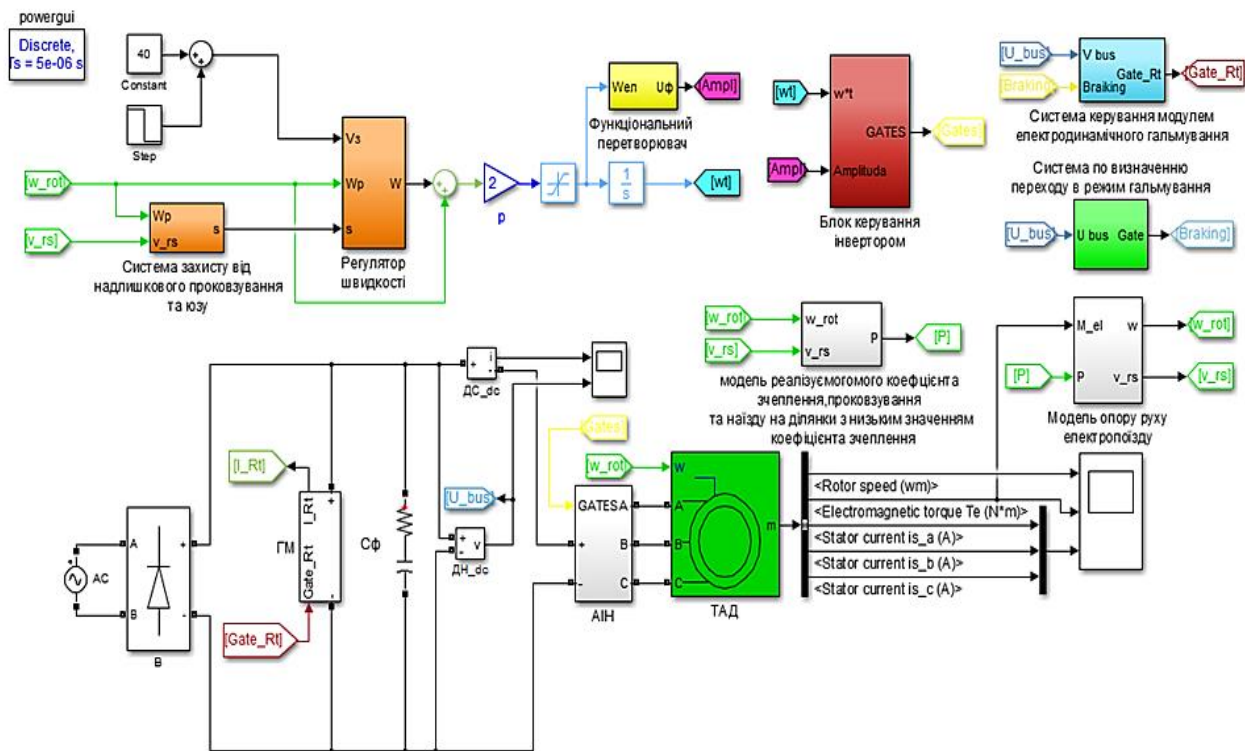 powergui
Discrete,
Ts = 5e-06 s
40
Constant
Step
[w_rot]
[v_rs]
Wp
v_rs
s
Система захисту від
надлишкового проковзування
та юзу
Vз
Wp
s
W
Регулятор
швидкості
2
p
1
s
[wt]
Wел
Uф
Функціональний
перетворювач
[Ampl]
[wt]
[Ampl]
w*t
Amplituda
GATES
Блок керування
інвертором
[Gates]
[U_bus]
[Braking]
V bus
Braiking
Gate_Rt
[Gate_Rt]
Система керування модулем
електродинамічного гальмування
Система по визначенню
переходу в режим гальмування
[U_bus]
U bus
Gate
[Braking]
[w_rot]
[v_rs]
w_rot
v_rs
P
[P]
модель реалізуємогомого коефцієнта
зчеплення,проковзування
та наїзду на ділянки з низьким значенням
коефіцієнта зчеплення
M_el
P
w
v_rs
[P]
[w_rot]
[v_rs]
Модель опору руху
електропоїзду
AC
A
B
+
-
В
[I_Rt]
I_Rt
Gate_Rt
+
-
ГМ
[Gate_Rt]
Сф
+
i
-
ДС_dc
[U_bus]
+
-
v
ДН_dc
[Gates]
[w_rot]
GATES
A
B
C
+
-
АІН
W
A
B
C
m
ТАД
<Rotor speed (wm)>
<Electromagnetic torque Te (N*m)>
<Stator current is_a (A)>
<Stator current is_b (A)>
<Stator current is_c (A)>